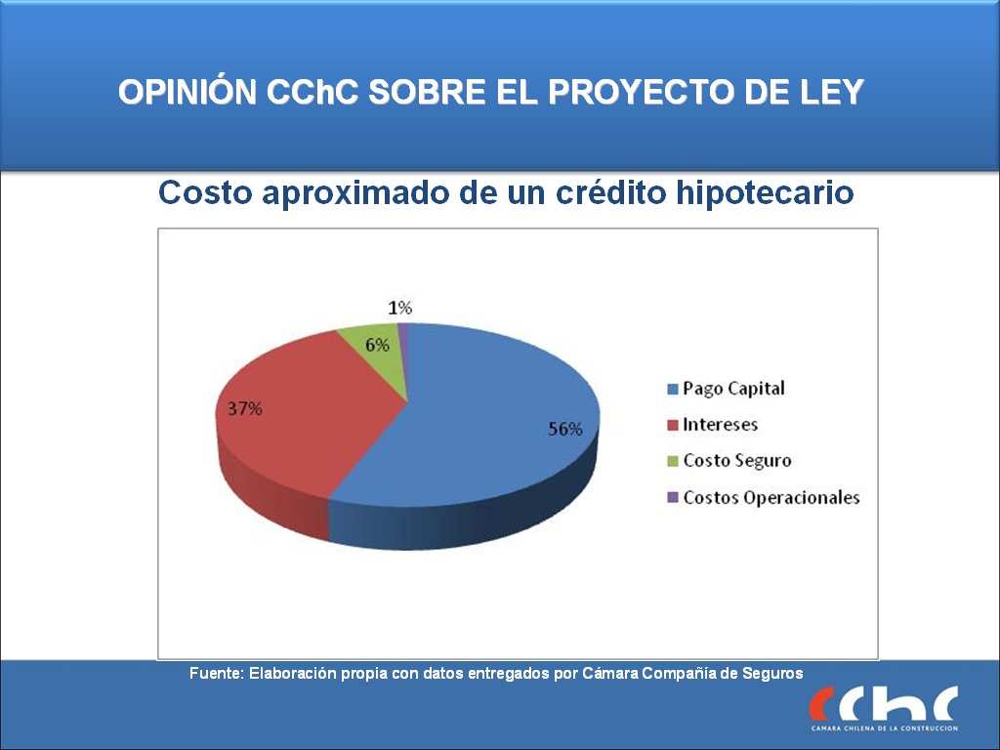 OPINIÓN CChC SOBRE EL PROYECTO DE LEY
Costo aproximado de un crédito hipotecario
1%
6%
37%
56%
Pago Capital
Intereses
Costo Seguro
Costos Operacionales
Fuente: Elaboración propia con datos entregados por Cámara Compañía de Seguros
cchc
CAMARA CHILENA DE LA CONSTRUCCION